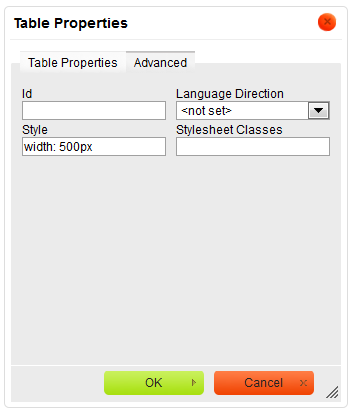 Table Properties
Table Properties Advanced
Id Language Direction
<not set>
Style Stylesheet Classes
width: 500px
OK Cancel